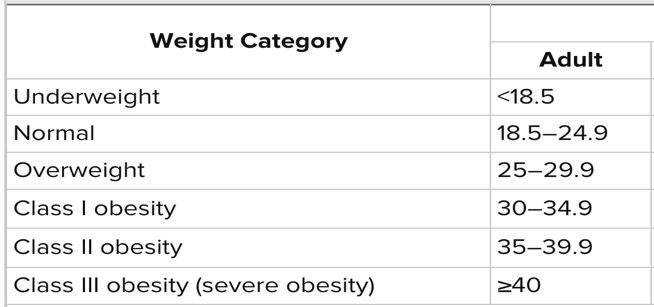 Weight Category
Adult
Underweight <18.5
Normal 18.5–24.9
Overweight 25–29.9
Class I obesity 30–34.9
Class II obesity 35–39.9
Class III obesity (severe obesity) ≥40